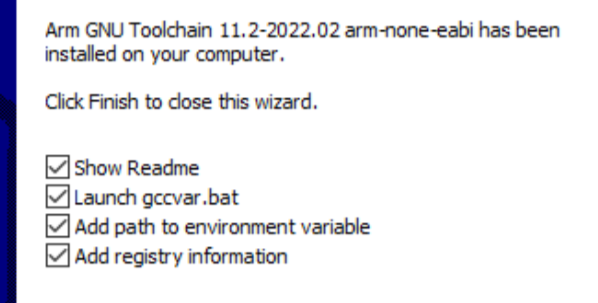 Arm GNU Toolchain 11.2-2022.02 arm-none-eabi has been
installed on your computer.
Click Finish to close this wizard.
Show Readme
Launch gccvar.bat
Add path to environment variable
Add registry information